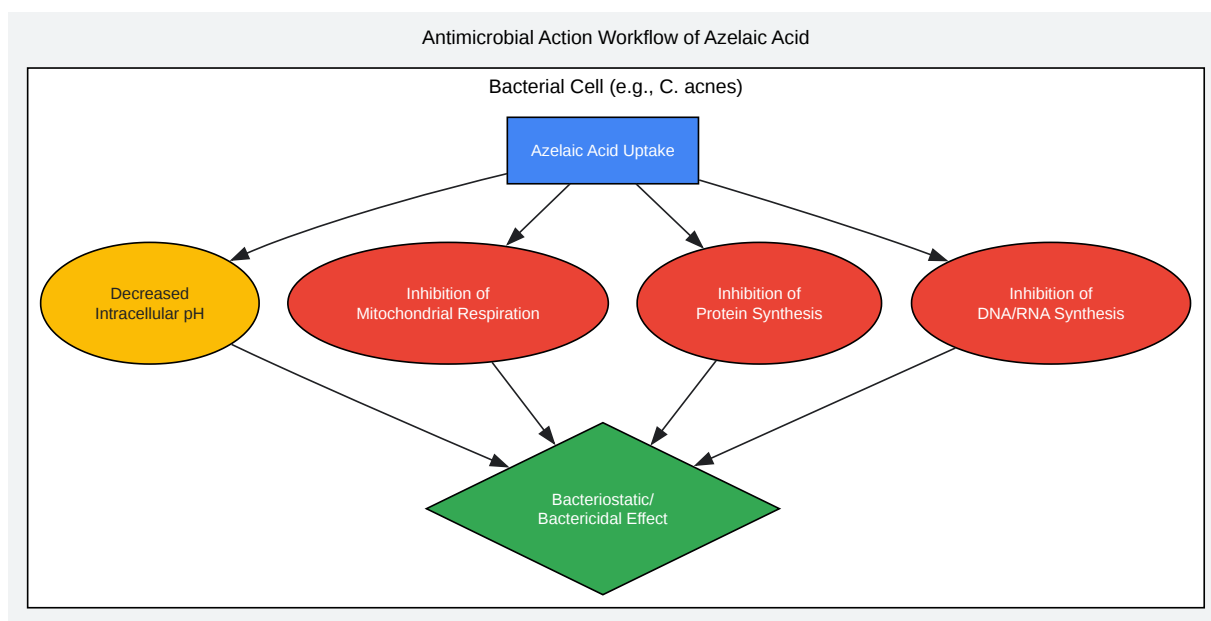 Antimicrobial Action Workflow of Azelaic Acid
Bacterial Cell (e.g., C. acnes)
Azelaic Acid Uptake
Decreased
Intracellular pH
Inhibition of
Mitochondrial Respiration
Inhibition of
Protein Synthesis
Inhibition of
DNA/RNA Synthesis
Bacteriostatic/
Bactericidal Effect